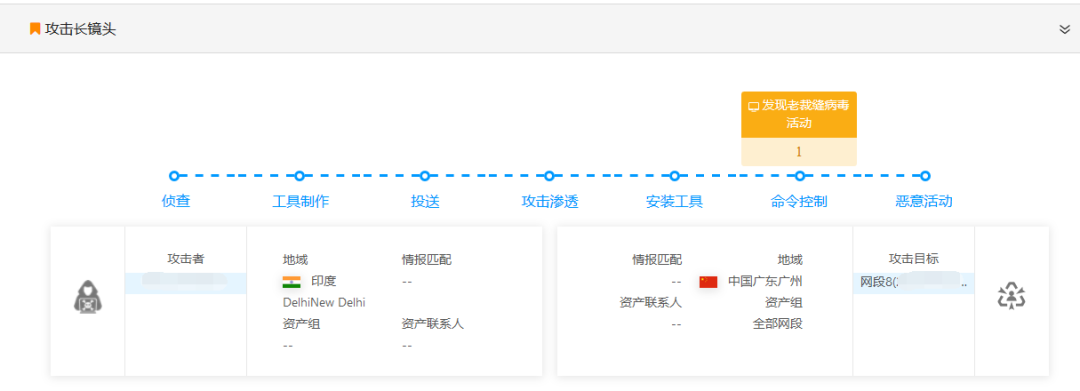 攻击长镜头
发现老裁缝病毒
活动
1
侦查
工具制作
投送
攻击渗透
安装工具
命令控制
恶意活动
攻击者
地域
情报匹配
印度
--
DelhiNew Delhi
资产组
资产联系人
--
--
情报匹配
地域
--
中国广东广州
资产联系人
资产组
--
全部网段
攻击目标
网段8(
..